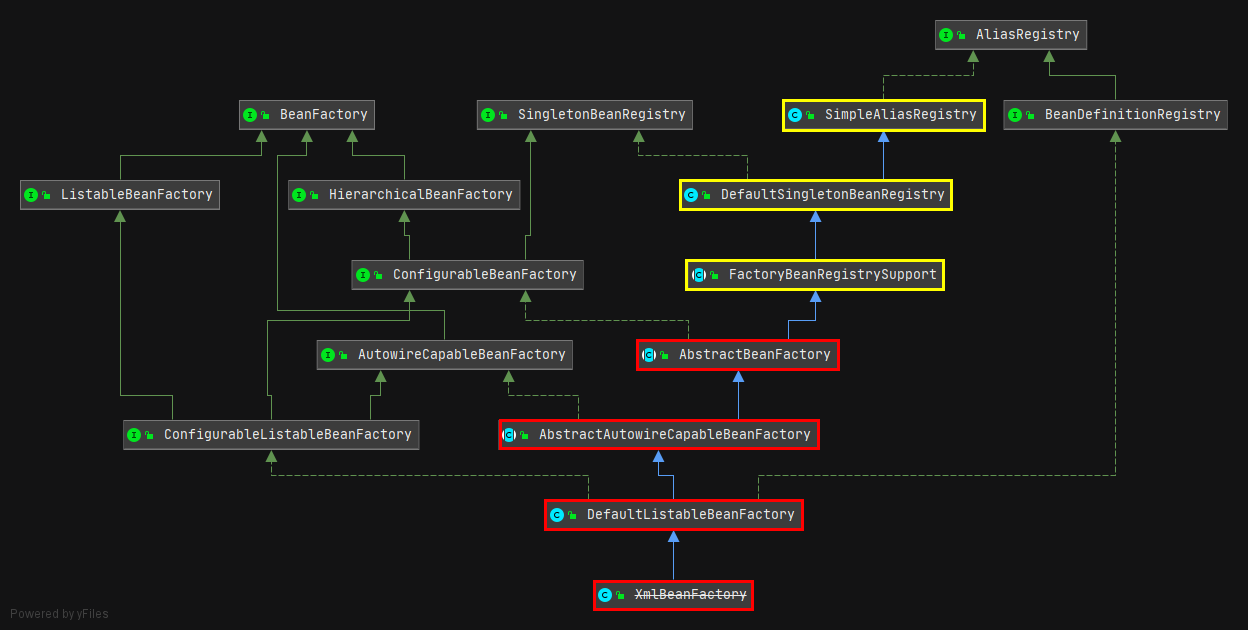 AliasRegistry
BeanFactory
SingletonBeanRegistry
SimpleAliasRegistry
BeanDefinitionRegistry
ListableBeanFactory
HierarchicalBeanFactory
DefaultSingletonBeanRegistry
ConfigurableBeanFactory
FactoryBeanRegistrySupport
AutowireCapableBeanFactory
AbstractBeanFactory
ConfigurableListableBeanFactory
AbstractAutowireCapableBeanFactory
DefaultListableBeanFactory
XmlBeanFactory
Powered by yFiles